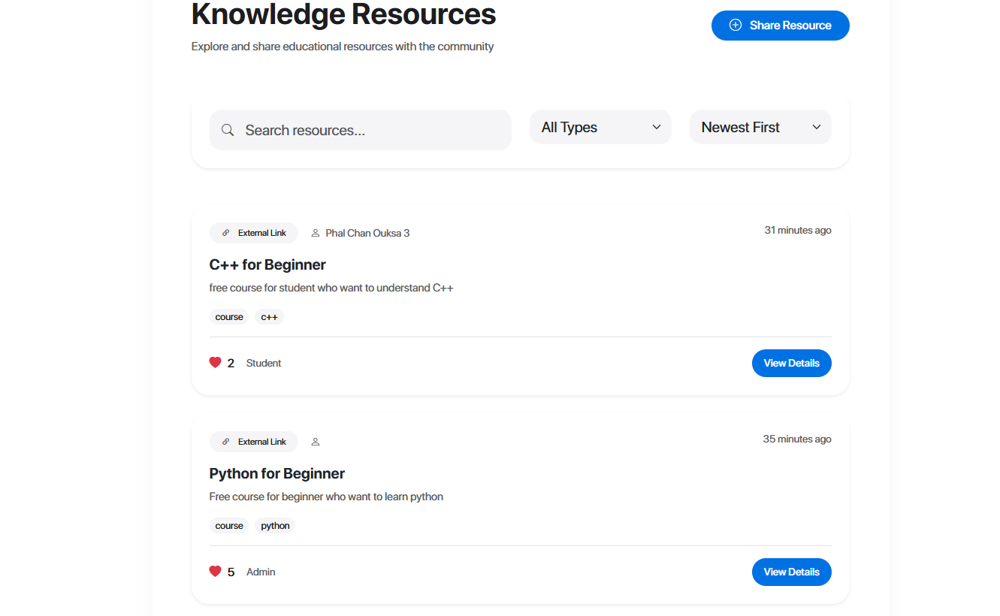 Knowledge Resources
Share Resource
Explore and share educational resources with the community
Search resources...
All Types
Newest First
External Link
Phal Chan Ouksa 3
31 minutes ago
C++ for Beginner
free course for student who want to understand C++
course c++
2 Student
View Details
External Link
35 minutes ago
Python for Beginner
Free course for beginner who want to learn python
course python
5 Admin
View Details